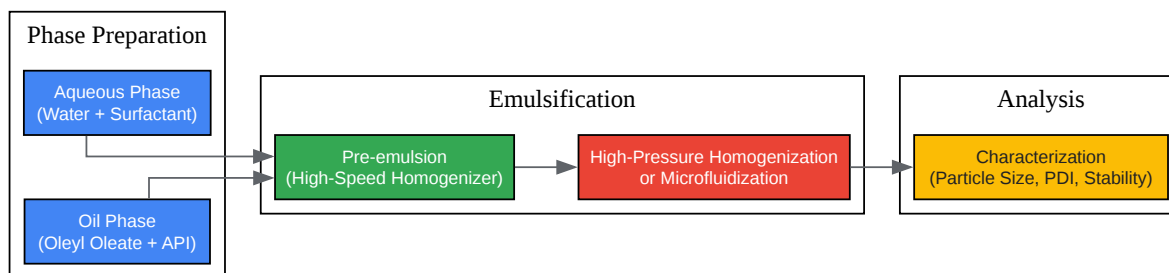 Phase Preparation
Aqueous Phase
(Water + Surfactant)
Oil Phase
(Oleyl Oleate + API)
Emulsification
Pre-emulsion
(High-Speed Homogenizer)
High-Pressure Homogenization
or Microfluidization
Analysis
Characterization
(Particle Size, PDI, Stability)